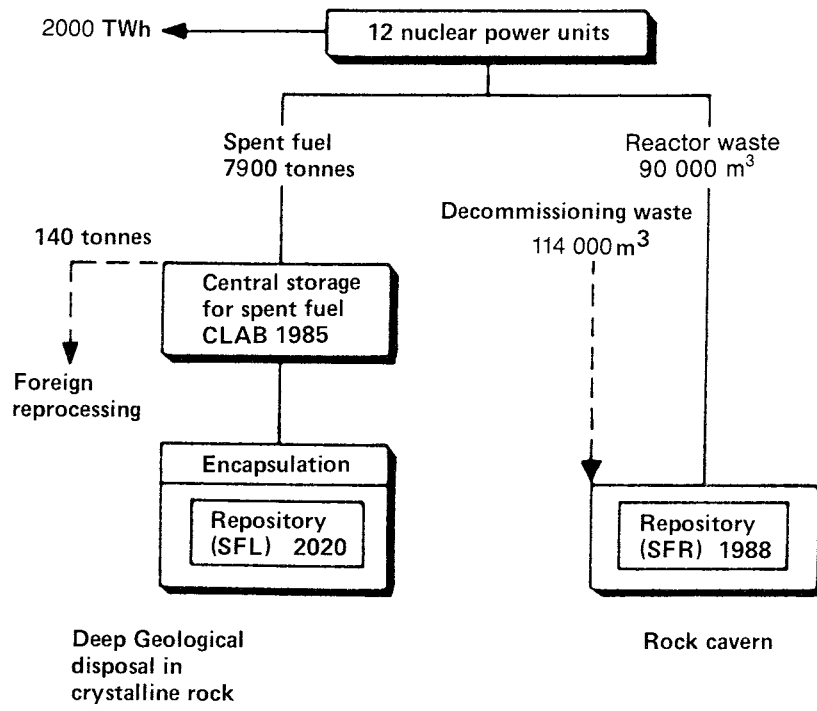 2000 TWh
12 nuclear power units
Spent fuel
7900 tonnes
Reactor waste
90 000 m³
Decommissioning waste
114 000 m³
140 tonnes
Central storage
for spent fuel
CLAB 1985
Foreign
reprocessing
Encapsulation
Repository
(SFL) 2020
Repository
(SFR) 1988
Deep Geological
disposal in
crystalline rock
Rock cavern